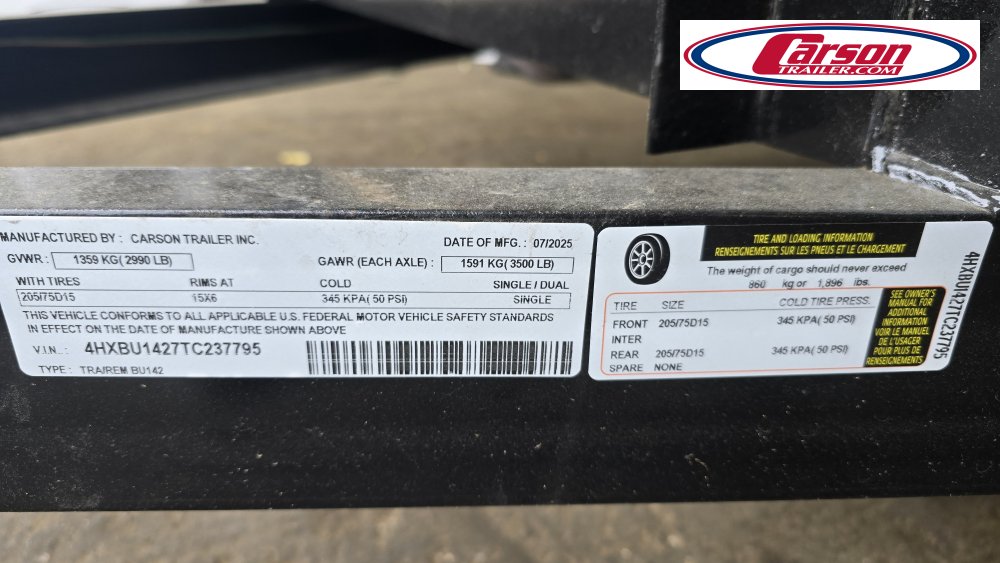 Carson
TRAILER.COM
MANUFACTURED BY : CARSON TRAILER INC.
DATE OF MFG. : 07/2025
GVWR : 1359 KG( 2990 LB)
GAWR (EACH AXLE) : 1591 KG( 3500 LB)
WITH TIRES RIMS AT COLD SINGLE / DUAL
205/75D15 15X6 345 KPA( 50 PSI) SINGLE
THIS VEHICLE CONFORMS TO ALL APPLICABLE U.S. FEDERAL MOTOR VEHICLE SAFETY STANDARDS
IN EFFECT ON THE DATE OF MANUFACTURE SHOWN ABOVE
V.I.N. : 4HXBU1427TC237795
TYPE : TRA/REM BU142
TIRE AND LOADING INFORMATION
RENSEIGNEMENTS SUR LES PNEUS ET LE CHARGEMENT
The weight of cargo should never exceed
860 kg or 1,896 lbs.
TIRE SIZE COLD TIRE PRESS.
FRONT 205/75D15 345 KPA( 50 PSI)
INTER
REAR 205/75D15 345 KPA( 50 PSI)
SPARE NONE
SEE OWNER'S
MANUAL FOR
ADDITIONAL
INFORMATION
VOIR LE MANUEL
DE L'USAGER
POUR PLUS DE
RENSEIGNEMENTS
4HXBU1427TC237795